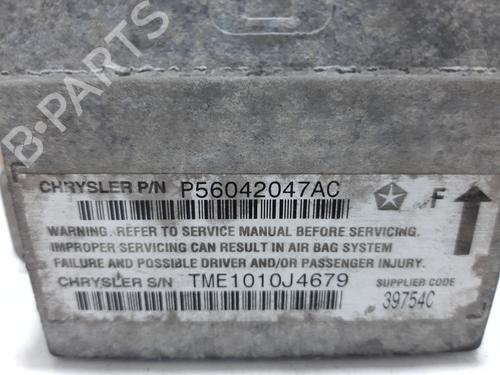 CHRYSLER P/N P56042047AC
F
WARNING. REFER TO SERVICE MANUAL BEFORE SERVICING.
IMPROPER SERVICING CAN RESULT IN AIR BAG SYSTEM
FAILURE AND POSSIBLE DRIVER AND/OR PASSENGER INJURY.
CHRYSLER S/N TME1010J4679 SUPPLIER CODE
39754C
B-PARTS